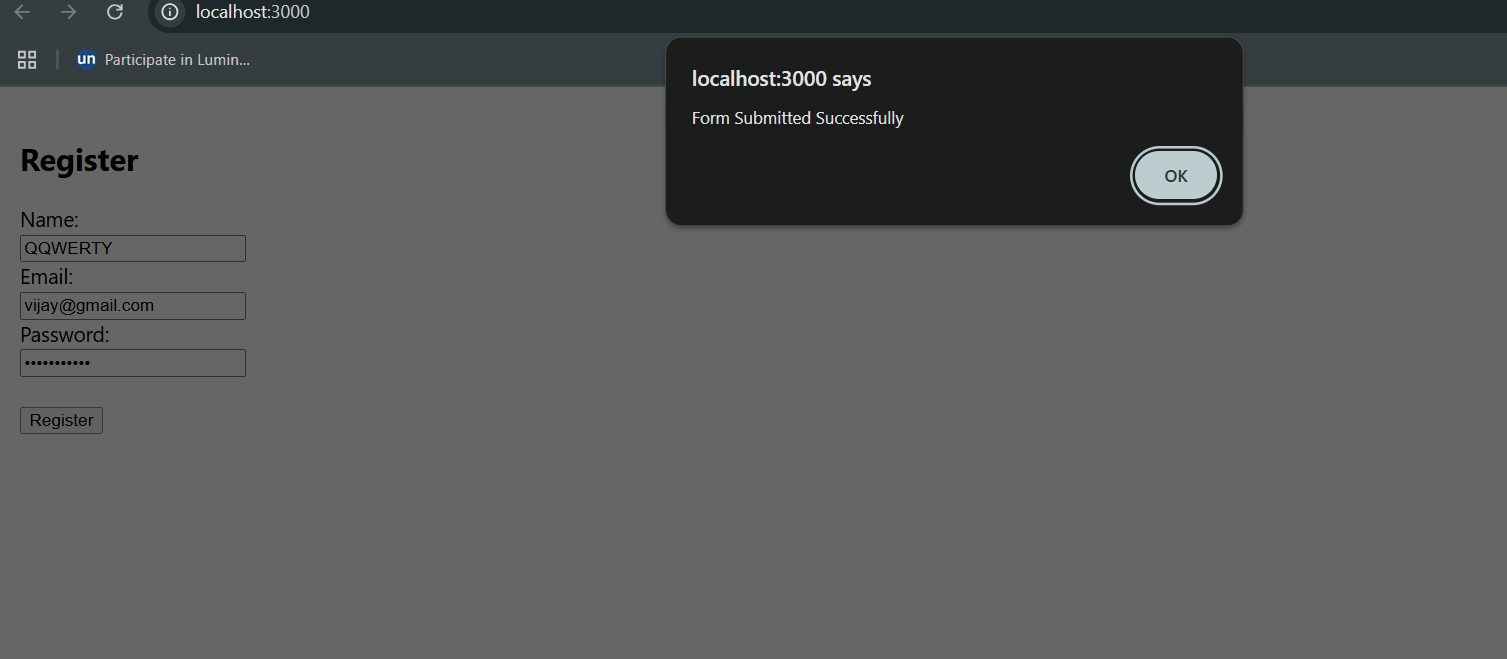 localhost:3000
un Participate in Lumin...
localhost:3000 says
Form Submitted Successfully
OK
Register
Name:
QQWERTY
Email:
vijay@gmail.com
Password:
•••••••••••
Register